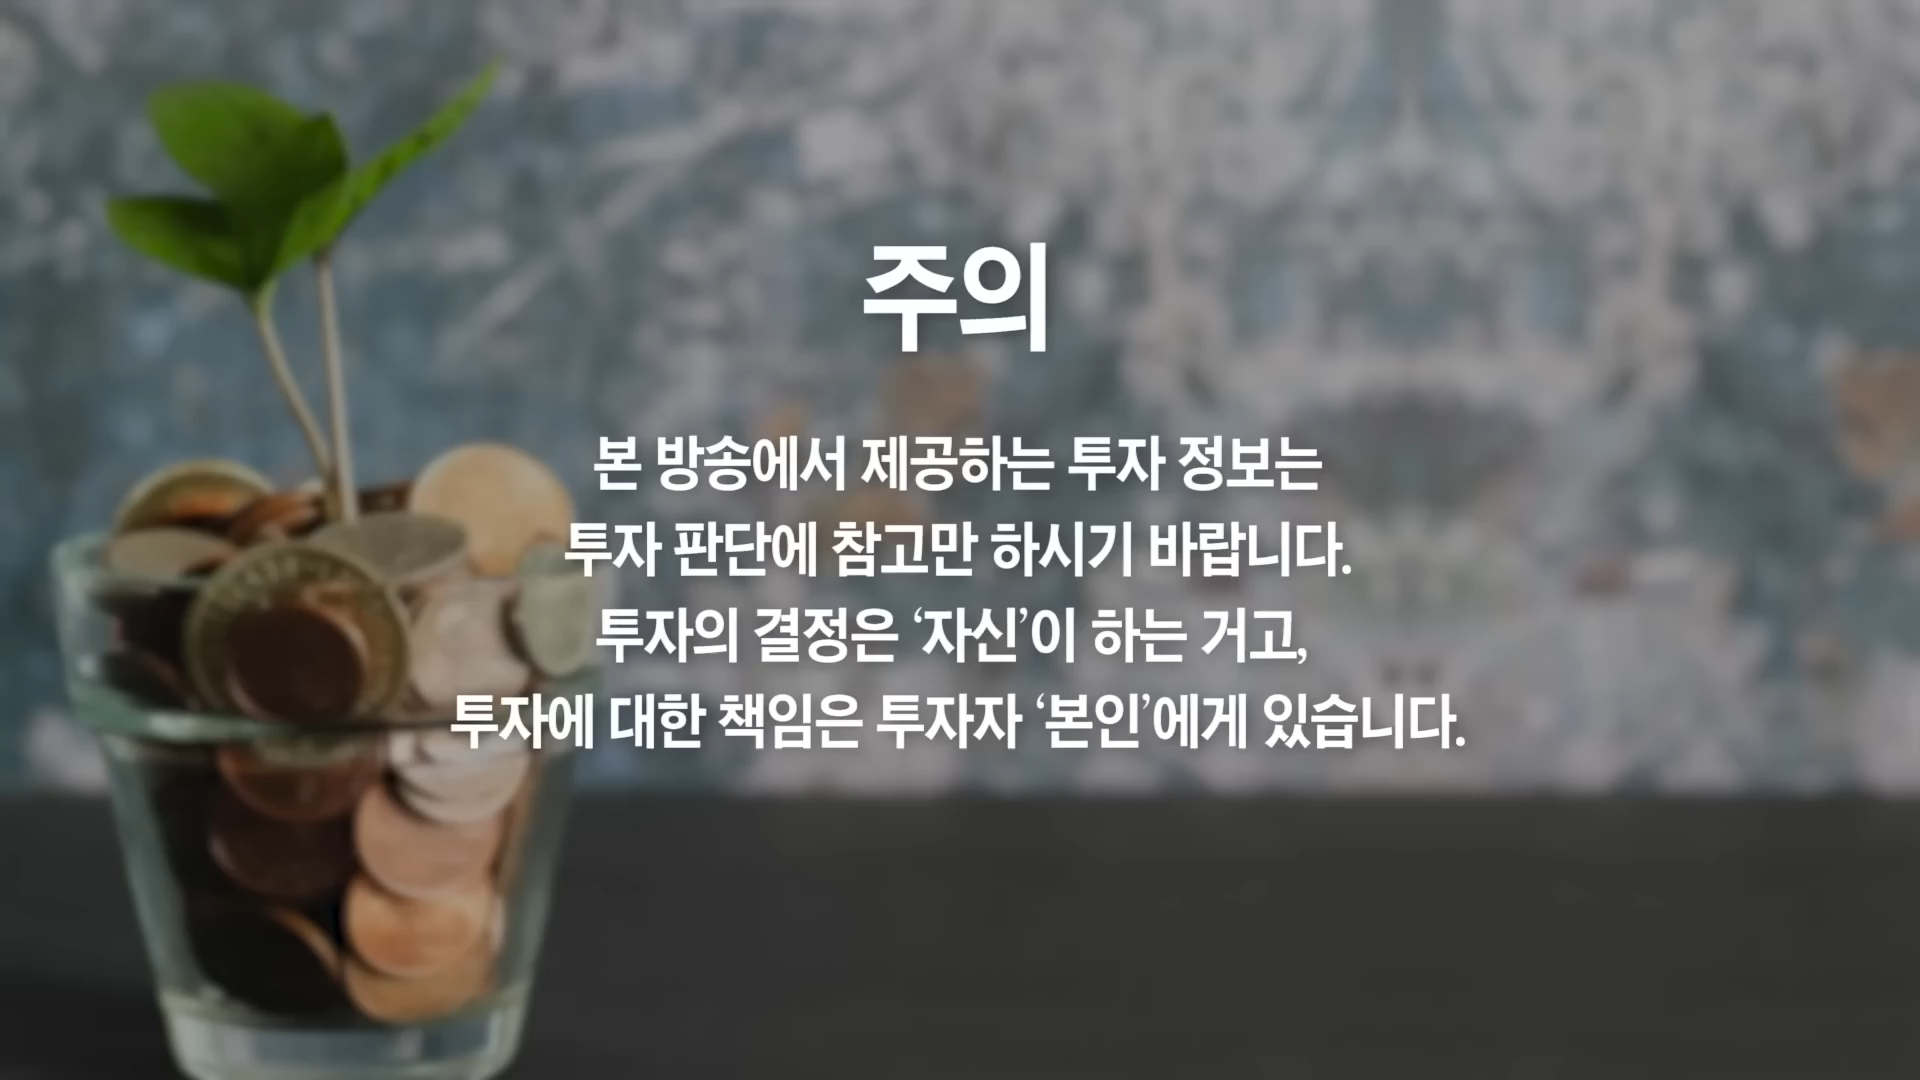 주의
본 방송에서 제공하는 투자 정보는
투자 판단에 참고만 하시기 바랍니다.
투자의 결정은 ‘자신’이 하는 거고,
투자에 대한 책임은 투자자 ‘본인’에게 있습니다.